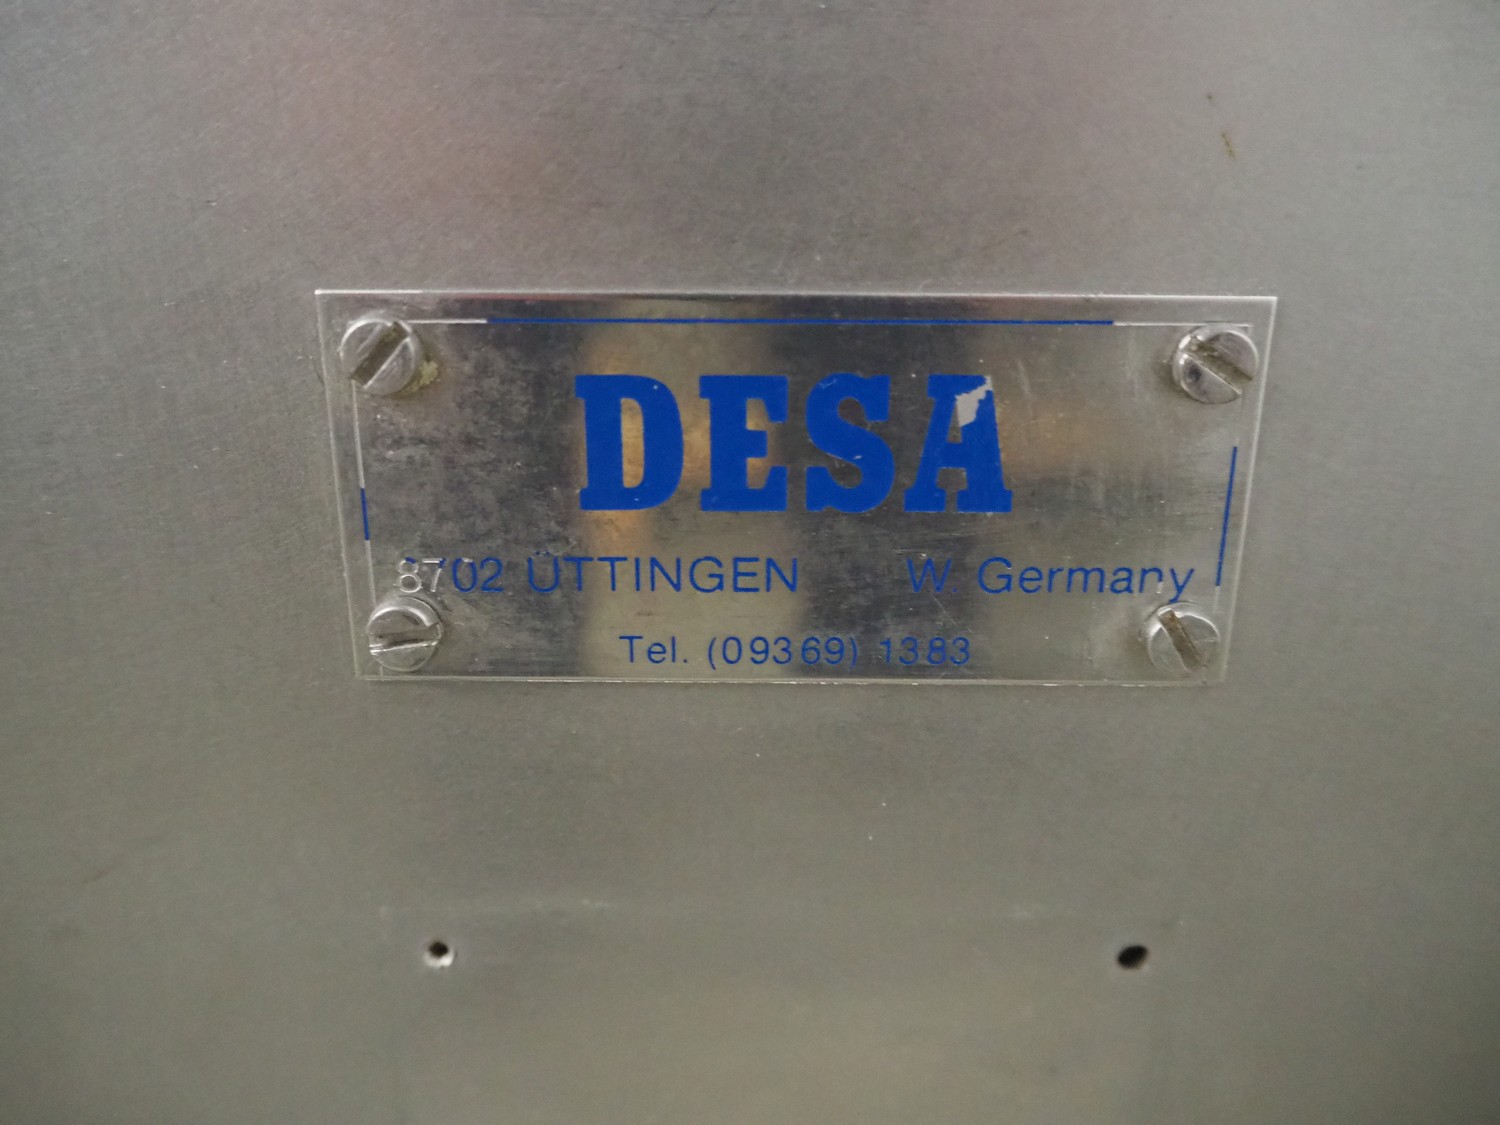 DESA
8702 ÜTTINGEN W. Germany
Tel. (09369) 1383